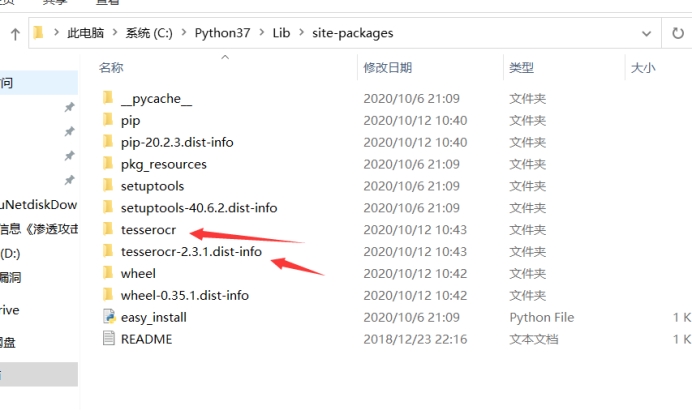 共享 查看
此电脑 系统 (C:) Python37 Lib site-packages
名称 修改日期 类型 大小
问
__pycache__ 2020/10/6 21:09 文件夹
pip 2020/10/12 10:40 文件夹
pip-20.2.3.dist-info 2020/10/12 10:40 文件夹
pkg_resources 2020/10/6 21:09 文件夹
setuptools 2020/10/6 21:09 文件夹
uNetdiskDow
setuptools-40.6.2.dist-info 2020/10/6 21:09 文件夹
信息《渗透攻击
tesserocr 2020/10/12 10:43 文件夹
(D:)
tesserocr-2.3.1.dist-info 2020/10/12 10:43 文件夹
漏洞
wheel 2020/10/12 10:42 文件夹
wheel-0.35.1.dist-info 2020/10/12 10:42 文件夹
rive
easy_install 2020/10/6 21:09 Python File 1 K
网盘
README 2018/12/23 22:16 文本文档 1 K